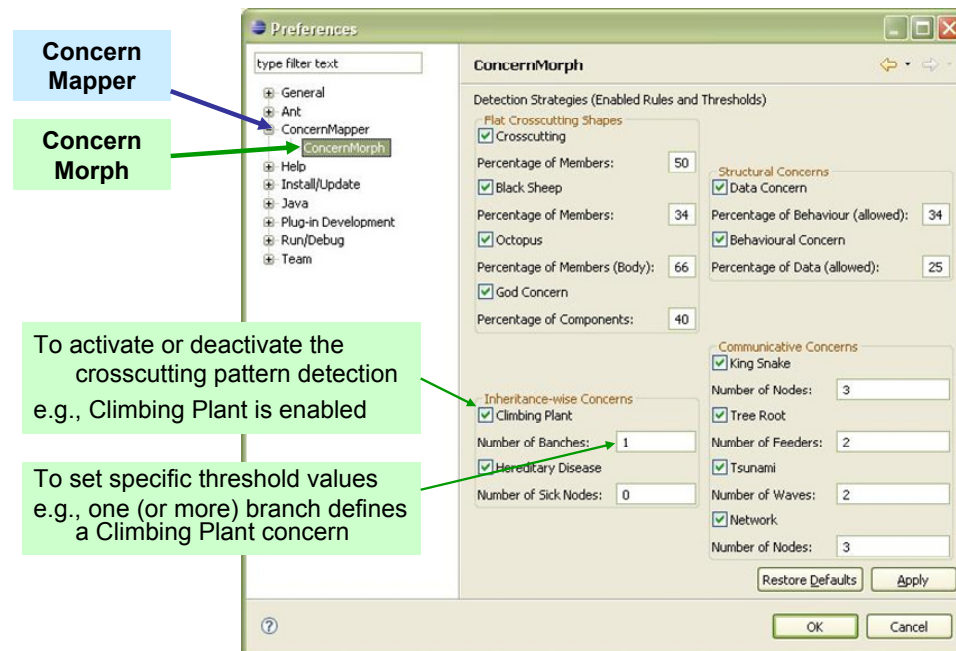 Preferences
Concern
Mapper
Concern
Morph
type filter text
General
Ant
ConcernMapper
ConcernMorph
Help
Install/Update
Java
Plug-in Development
Run/Debug
Team
ConcernMorph
Detection Strategies (Enabled Rules and Thresholds)
Flat Crosscutting Shapes
Crosscutting
Percentage of Members: 50
Black Sheep
Percentage of Members: 34
Octopus
Percentage of Members (Body): 66
God Concern
Percentage of Components: 40
Structural Concerns
Data Concern
Percentage of Behaviour (allowed): 34
Behavioural Concern
Percentage of Data (allowed): 25
To activate or deactivate the
crosscutting pattern detection
e.g., Climbing Plant is enabled
To set specific threshold values
e.g., one (or more) branch defines
a Climbing Plant concern
Inheritance-wise Concerns
Climbing Plant
Number of Banches: 1
Hereditary Disease
Number of Sick Nodes: 0
Communicative Concerns
King Snake
Number of Nodes: 3
Tree Root
Number of Feeders: 2
Tsunami
Number of Waves: 2
Network
Number of Nodes: 3
Restore Defaults Apply
? OK Cancel